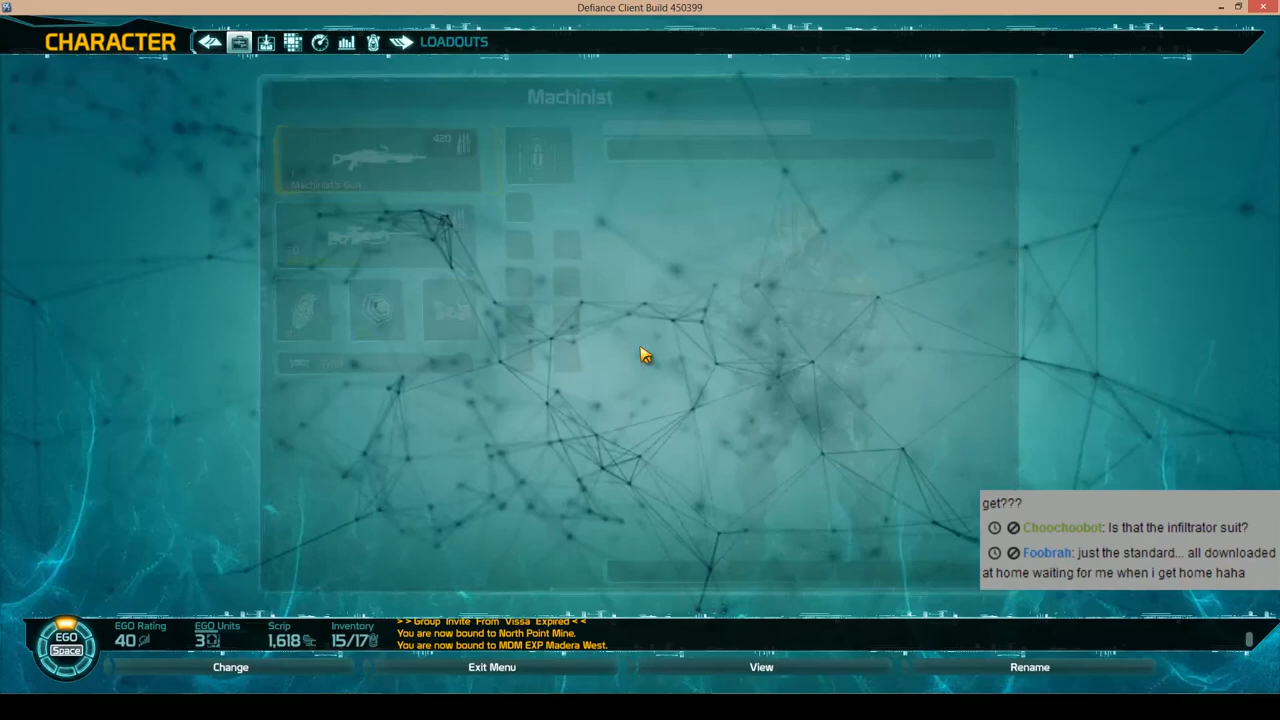 Defiance Client Build 450399
CHARACTER
LOADOUTS
Machinist
420
Machinist's Gun
get???
Choochoobot: Is that the infiltrator suit?
Foobrah: just the standard... all downloaded
at home waiting for me when i get home haha
EGO
Space
EGO Rating
40
EGO Units
3
Scrip
1,618
Inventory
15/17
>> Group Invite From Vissa Expired <<
You are now bound to North Point Mine.
You are now bound to MDM EXP Madera West.
Change
Exit Menu
View
Rename